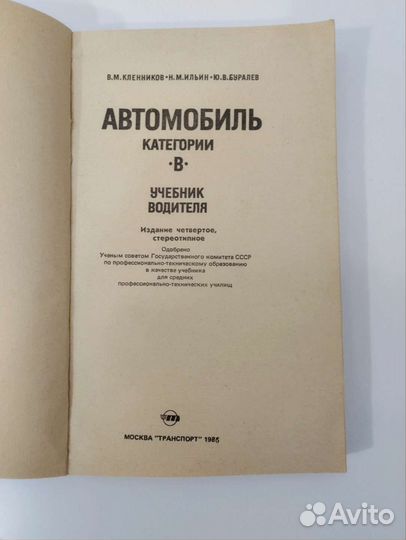 В.М.КЛЕННИКОВ·Н.М.ИЛЬИН·Ю.В.БУРАЛЕВ
АВТОМОБИЛЬ
КАТЕГОРИИ
·В·
УЧЕБНИК
ВОДИТЕЛЯ
Издание четвертое,
стереотипное
Одобрено
Ученым советом Государственного комитета СССР
по профессионально-техническому образованию
в качестве учебника
для средних
профессионально-технических училищ
МОСКВА "ТРАНСПОРТ" 1986
Avito